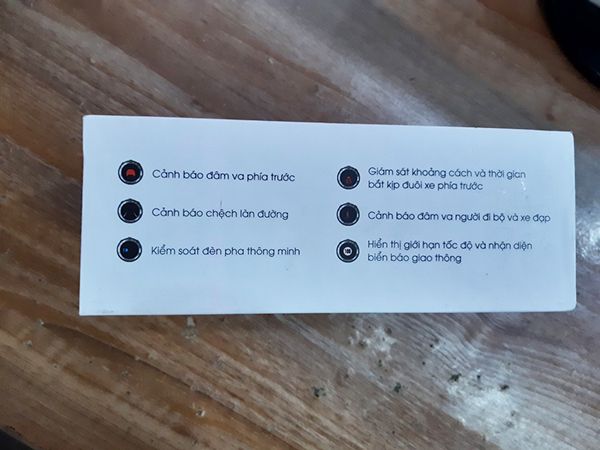 Cảnh báo đâm va phía trước
Cảnh báo chệch làn đường
Kiểm soát đèn pha thông minh
Giám sát khoảng cách và thời gian
bắt kịp đuôi xe phía trước
Cảnh báo đâm va người đi bộ và xe đạp
Hiển thị giới hạn tốc độ và nhận diện
biển báo giao thông